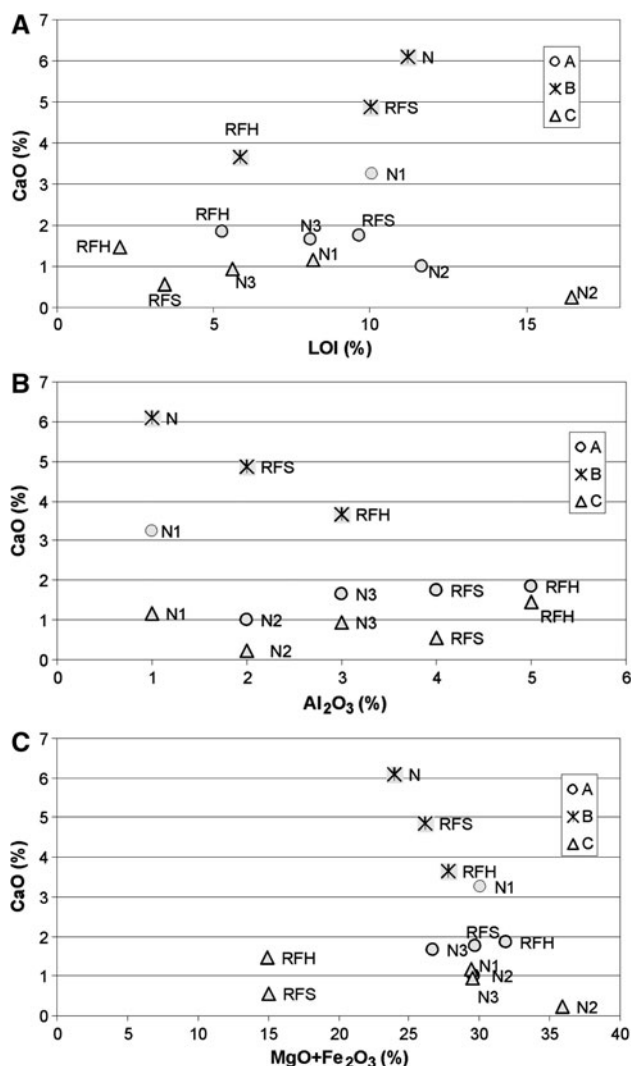 A
7
6
5
4
3
2
1
0
CaO (%)
N
RFS
RFH
N1
RFH
N3
RFS
N2
RFH
RFS
N3
N1
N2
A
B
C
0 5 10 15
LOI (%)
B
7
6
5
4
3
2
1
0
CaO (%)
N
RFS
RFH
N1
N2
N3
RFS
RFH
N1
N2
N3
RFS
RFH
A
B
C
0 1 2 3 4 5 6
Al₂O₃ (%)
C
7
6
5
4
3
2
1
0
CaO (%)
N
RFS
RFH
N1
RFS
N3
RFH
RFH
N1
N2
RFS
N3
N2
A
B
C
0 5 10 15 20 25 30 35 40
MgO+Fe₂O₃ (%)